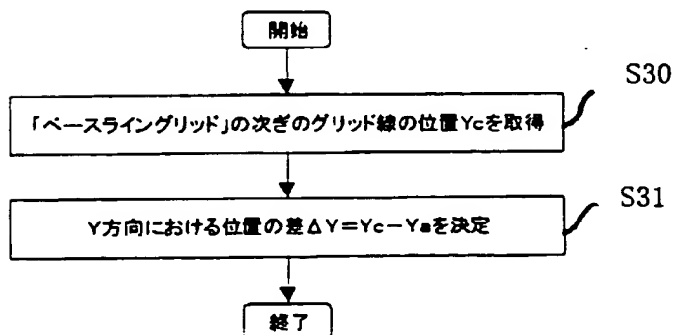 開始
S30
「ベースライングリッド」の次ぎのグリッド線の位置Ycを取得
S31
Y方向における位置の差ΔY=Yc-Yaを決定
終了